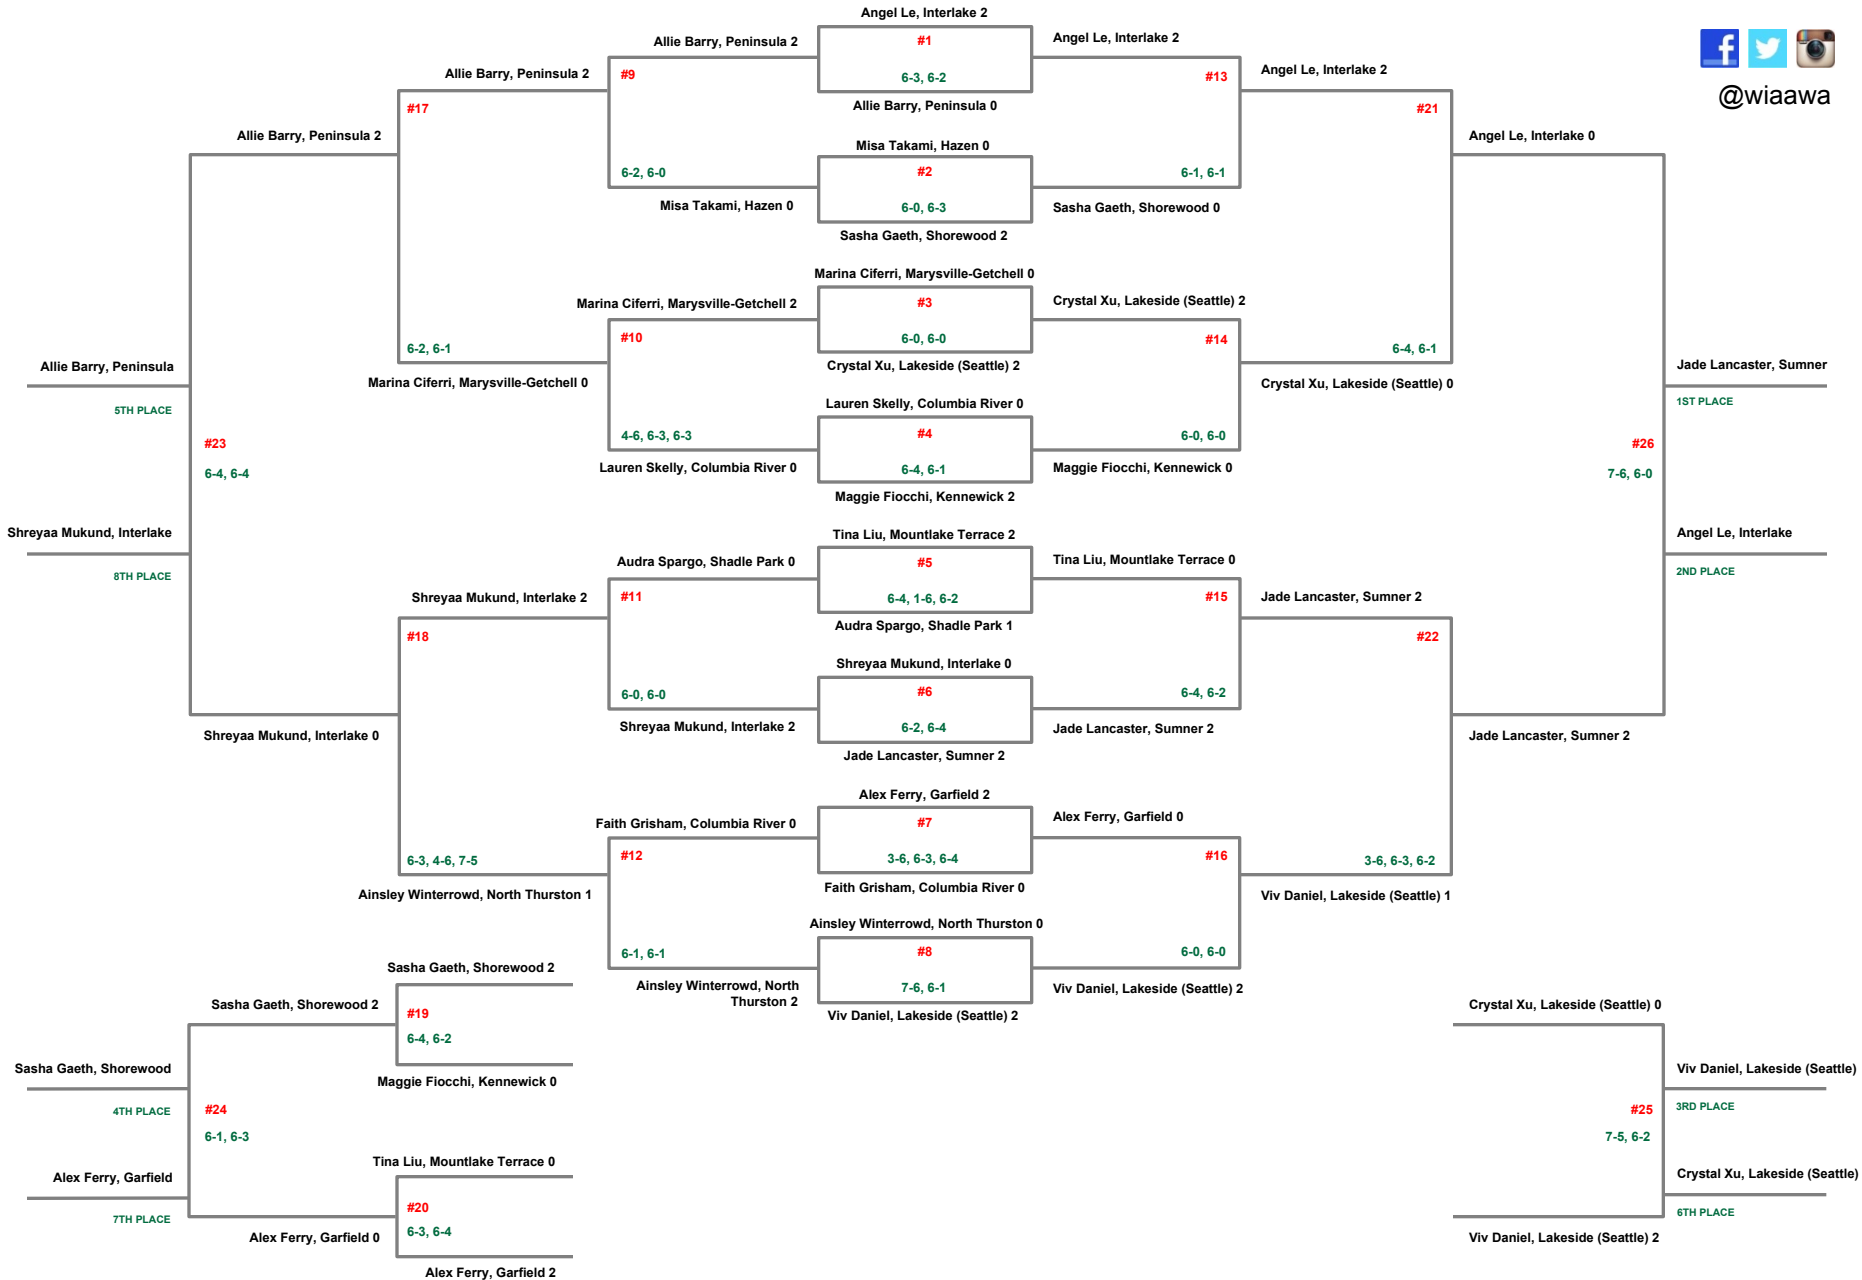 Angel Le, Interlake 2
Allie Barry, Peninsula 2
#1
Angel Le, Interlake 2
Allie Barry, Peninsula 2
#9
6-3, 6-2
#13
Angel Le, Interlake 2
@wiaawa
#17
Allie Barry, Peninsula 0
#21
Allie Barry, Peninsula 2
Angel Le, Interlake 0
Misa Takami, Hazen 0
6-2, 6-0
#2
6-1, 6-1
Misa Takami, Hazen 0
6-0, 6-3
Sasha Gaeth, Shorewood 0
Sasha Gaeth, Shorewood 2
Marina Ciferri, Marysville-Getchell 0
Marina Ciferri, Marysville-Getchell 2
#3
Crystal Xu, Lakeside (Seattle) 2
#10
6-0, 6-0
#14
6-2, 6-1
6-4, 6-1
Allie Barry, Peninsula
Crystal Xu, Lakeside (Seattle) 2
Jade Lancaster, Sumner
Marina Ciferri, Marysville-Getchell 0
Crystal Xu, Lakeside (Seattle) 0
5TH PLACE
Lauren Skelly, Columbia River 0
1ST PLACE
#23
4-6, 6-3, 6-3
#4
6-0, 6-0
#26
6-4, 6-4
Lauren Skelly, Columbia River 0
6-4, 6-1
Maggie Fiocchi, Kennewick 0
7-6, 6-0
Maggie Fiocchi, Kennewick 2
Shreyaa Mukund, Interlake
Tina Liu, Mountlake Terrace 2
Angel Le, Interlake
8TH PLACE
Audra Spargo, Shadle Park 0
#5
Tina Liu, Mountlake Terrace 0
2ND PLACE
Shreyaa Mukund, Interlake 2
#11
6-4, 1-6, 6-2
#15
Jade Lancaster, Sumner 2
#18
Audra Spargo, Shadle Park 1
#22
Shreyaa Mukund, Interlake 0
6-0, 6-0
#6
6-4, 6-2
Shreyaa Mukund, Interlake 0
Shreyaa Mukund, Interlake 2
6-2, 6-4
Jade Lancaster, Sumner 2
Jade Lancaster, Sumner 2
Jade Lancaster, Sumner 2
Alex Ferry, Garfield 2
Faith Grisham, Columbia River 0
#7
Alex Ferry, Garfield 0
6-3, 4-6, 7-5
#12
3-6, 6-3, 6-4
#16
3-6, 6-3, 6-2
Ainsley Winterrowd, North Thurston 1
Faith Grisham, Columbia River 0
Viv Daniel, Lakeside (Seattle) 1
Ainsley Winterrowd, North Thurston 0
6-1, 6-1
#8
6-0, 6-0
Sasha Gaeth, Shorewood 2
Ainsley Winterrowd, North
Thurston 2
7-6, 6-1
Viv Daniel, Lakeside (Seattle) 2
Sasha Gaeth, Shorewood 2
#19
Viv Daniel, Lakeside (Seattle) 2
Crystal Xu, Lakeside (Seattle) 0
6-4, 6-2
Sasha Gaeth, Shorewood
Maggie Fiocchi, Kennewick 0
Viv Daniel, Lakeside (Seattle)
4TH PLACE
#24
#25
3RD PLACE
6-1, 6-3
7-5, 6-2
Alex Ferry, Garfield
Tina Liu, Mountlake Terrace 0
Crystal Xu, Lakeside (Seattle)
7TH PLACE
#20
6TH PLACE
Alex Ferry, Garfield 0
6-3, 6-4
Viv Daniel, Lakeside (Seattle) 2
Alex Ferry, Garfield 2